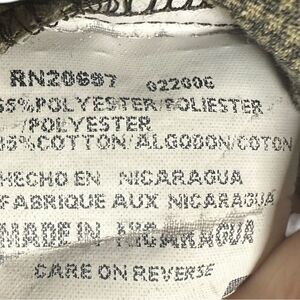 RN20697 022006
65%POLYESTER/POLIESTER
/POLYESTER
35%COTTON/ALGODON/COTON
HECHO EN NICARAGUA
FABRIQUE AUX NICARAGUA
MADE IN NICARAGUA
CARE ON REVERSE